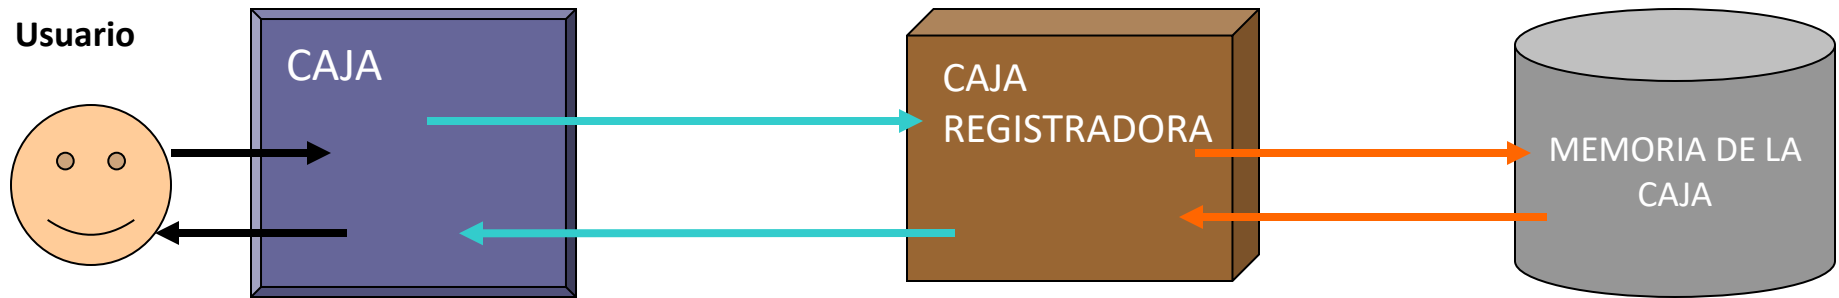 Usuario
CAJA
CAJA
REGISTRADORA
MEMORIA DE LA
CAJA